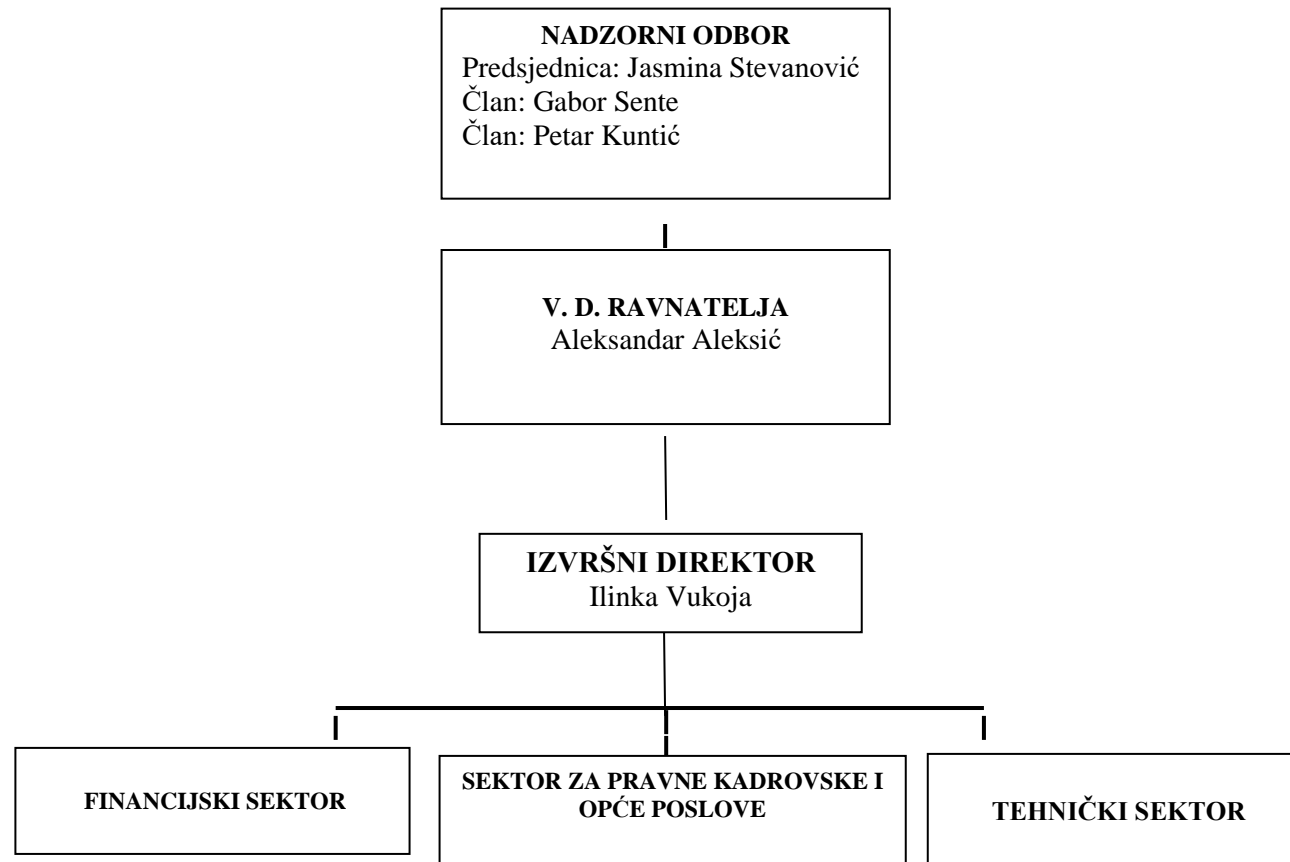 NADZORNI ODBOR
Predsjednica: Jasmina Stevanović
Član: Gabor Sente
Član: Petar Kuntić
V. D. RAVNATELJA
Aleksandar Aleksić
IZVRŠNI DIREKTOR
Ilinka Vukoja
FINANCIJSKI SEKTOR
SEKTOR ZA PRAVNE KADROVSKE I
OPĆE POSLOVE
TEHNIČKI SEKTOR